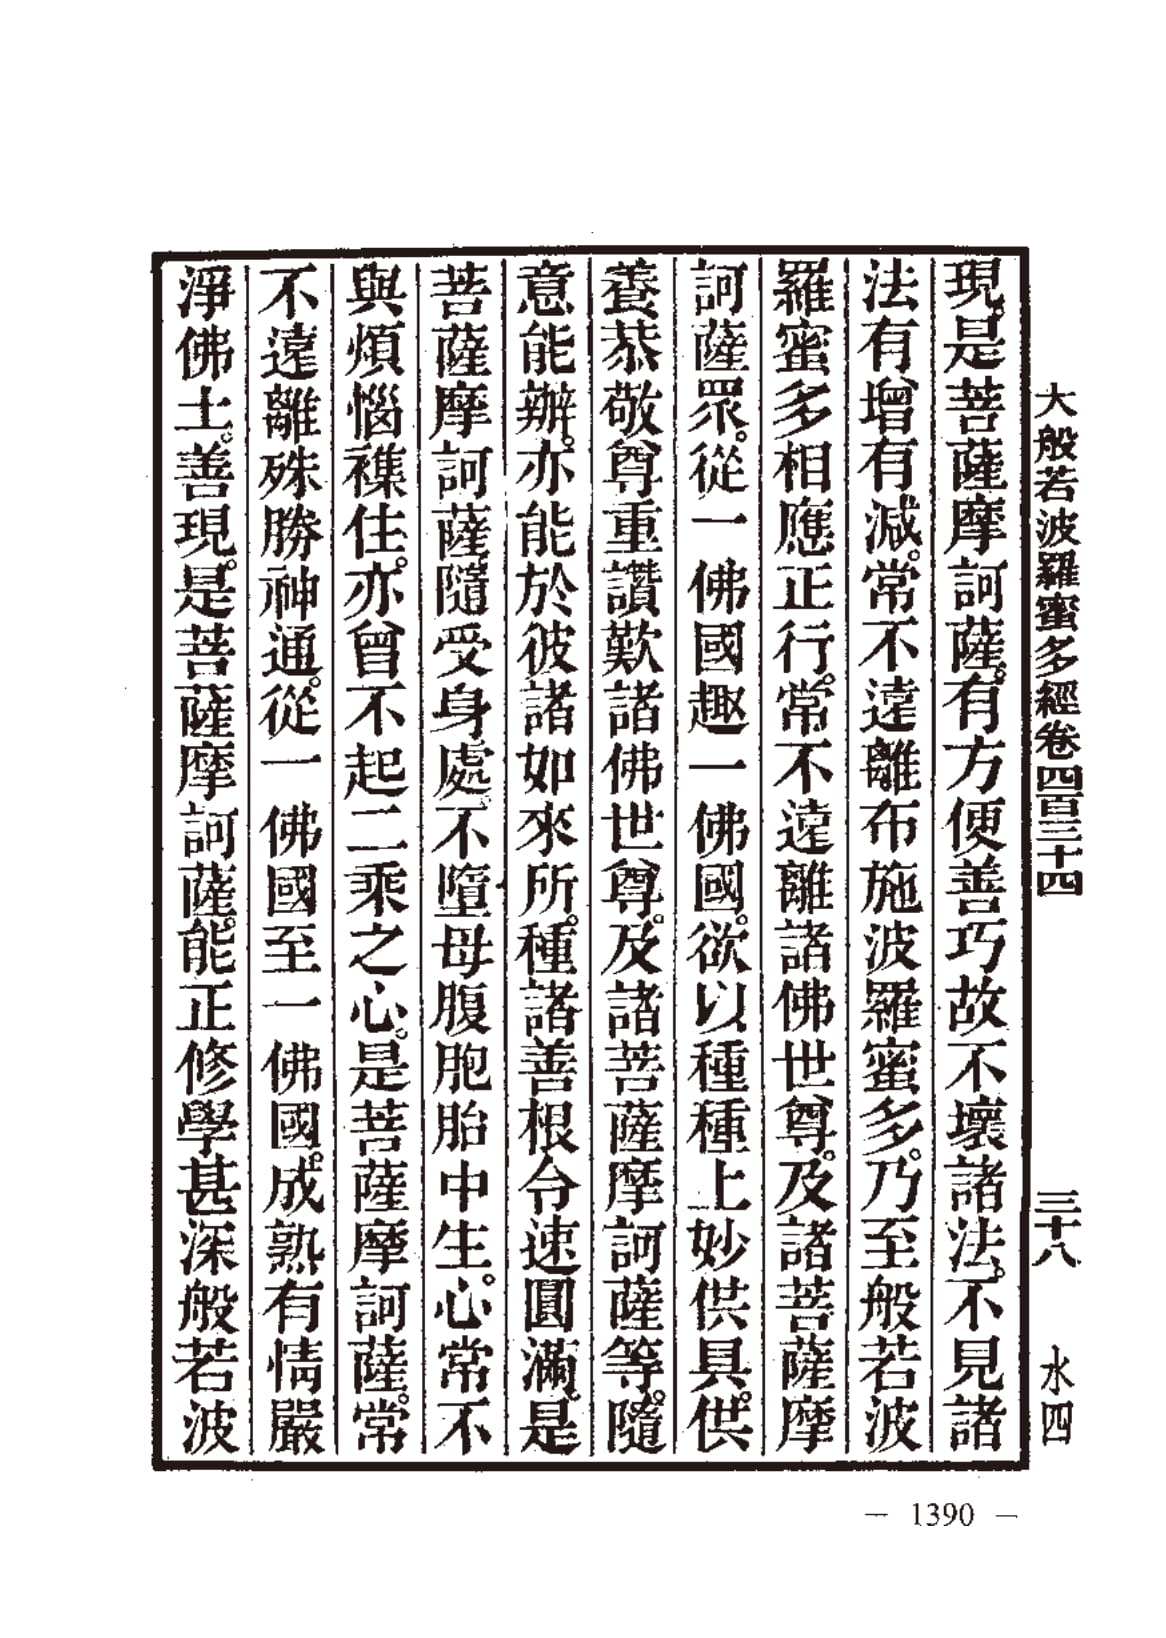 大般若波羅蜜多經卷四百三十四 三十八 水四
現。是菩薩摩訶薩。有方便善巧故不壞諸法。不見諸
法有增有減。常不遠離布施波羅蜜多。乃至般若波
羅蜜多相應正行。常不遠離諸佛世尊。及諸菩薩摩
訶薩眾。從一佛國趣一佛國。欲以種種上妙供具。供
養恭敬尊重讚歎諸佛世尊。及諸菩薩摩訶薩等。隨
意能辦。亦能於彼諸如來所。種諸善根令速圓滿。是
菩薩摩訶薩。隨受身處。不墮母腹胞胎中生。心常不
與煩惱襍住。亦曾不起二乘之心。是菩薩摩訶薩。常
不遠離殊勝神通。從一佛國至一佛國。成熟有情嚴
淨佛土。善現。是菩薩摩訶薩。能正修學甚深般若波
— 1390 —